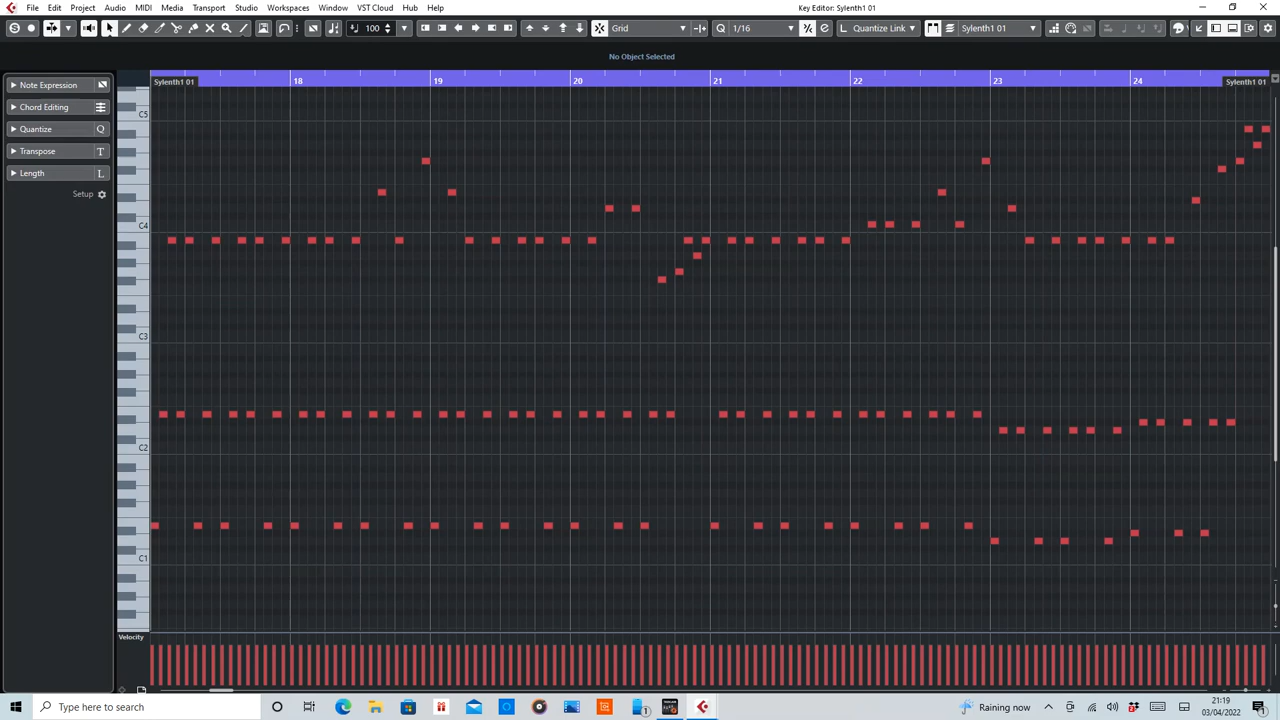 File Edit Project Audio MIDI Media Transport Studio Workspaces Window VST Cloud Hub Help
Key Editor: Sylenth1 01
S 100 Grid Q 1/16 e Quantize Link Sylenth1 01
No Object Selected
Note Expression
Chord Editing
Quantize Q
Transpose T
Length L
Setup
Sylenth1 01 18 19 20 21 22 23 24 Sylenth1 01
C5
C4
C3
C2
C1
Velocity
Type here to search
1
Raining now
21:19
03/04/2022
1